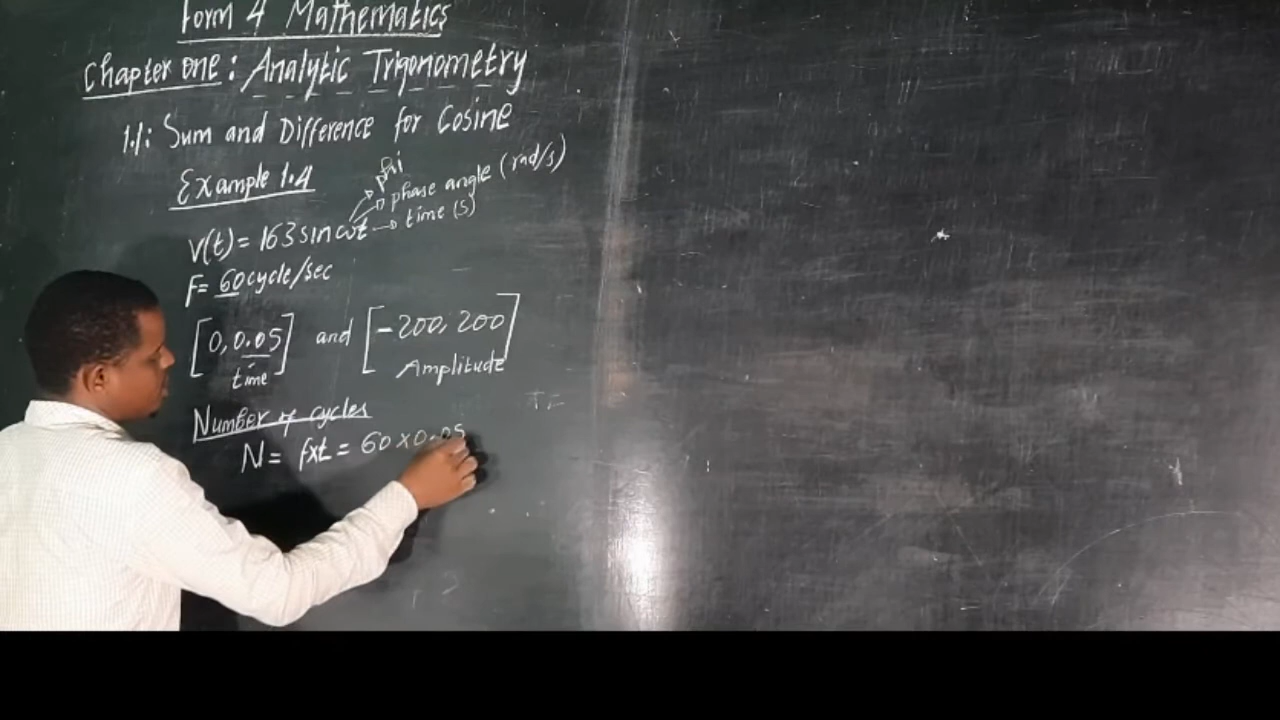 Form 4 Mathematics
Chapter one: Analytic Trigonometry
1.1: Sum and Difference for Cosine
Example 1.4
fai
phase angle (rad/s)
V(t) = 163 sin ωt → time (s)
F = 60 cycle/sec
[0, 0.05] and [-200, 200]
time Amplitude
Number of cycles
N = fxt = 60 × 0.05